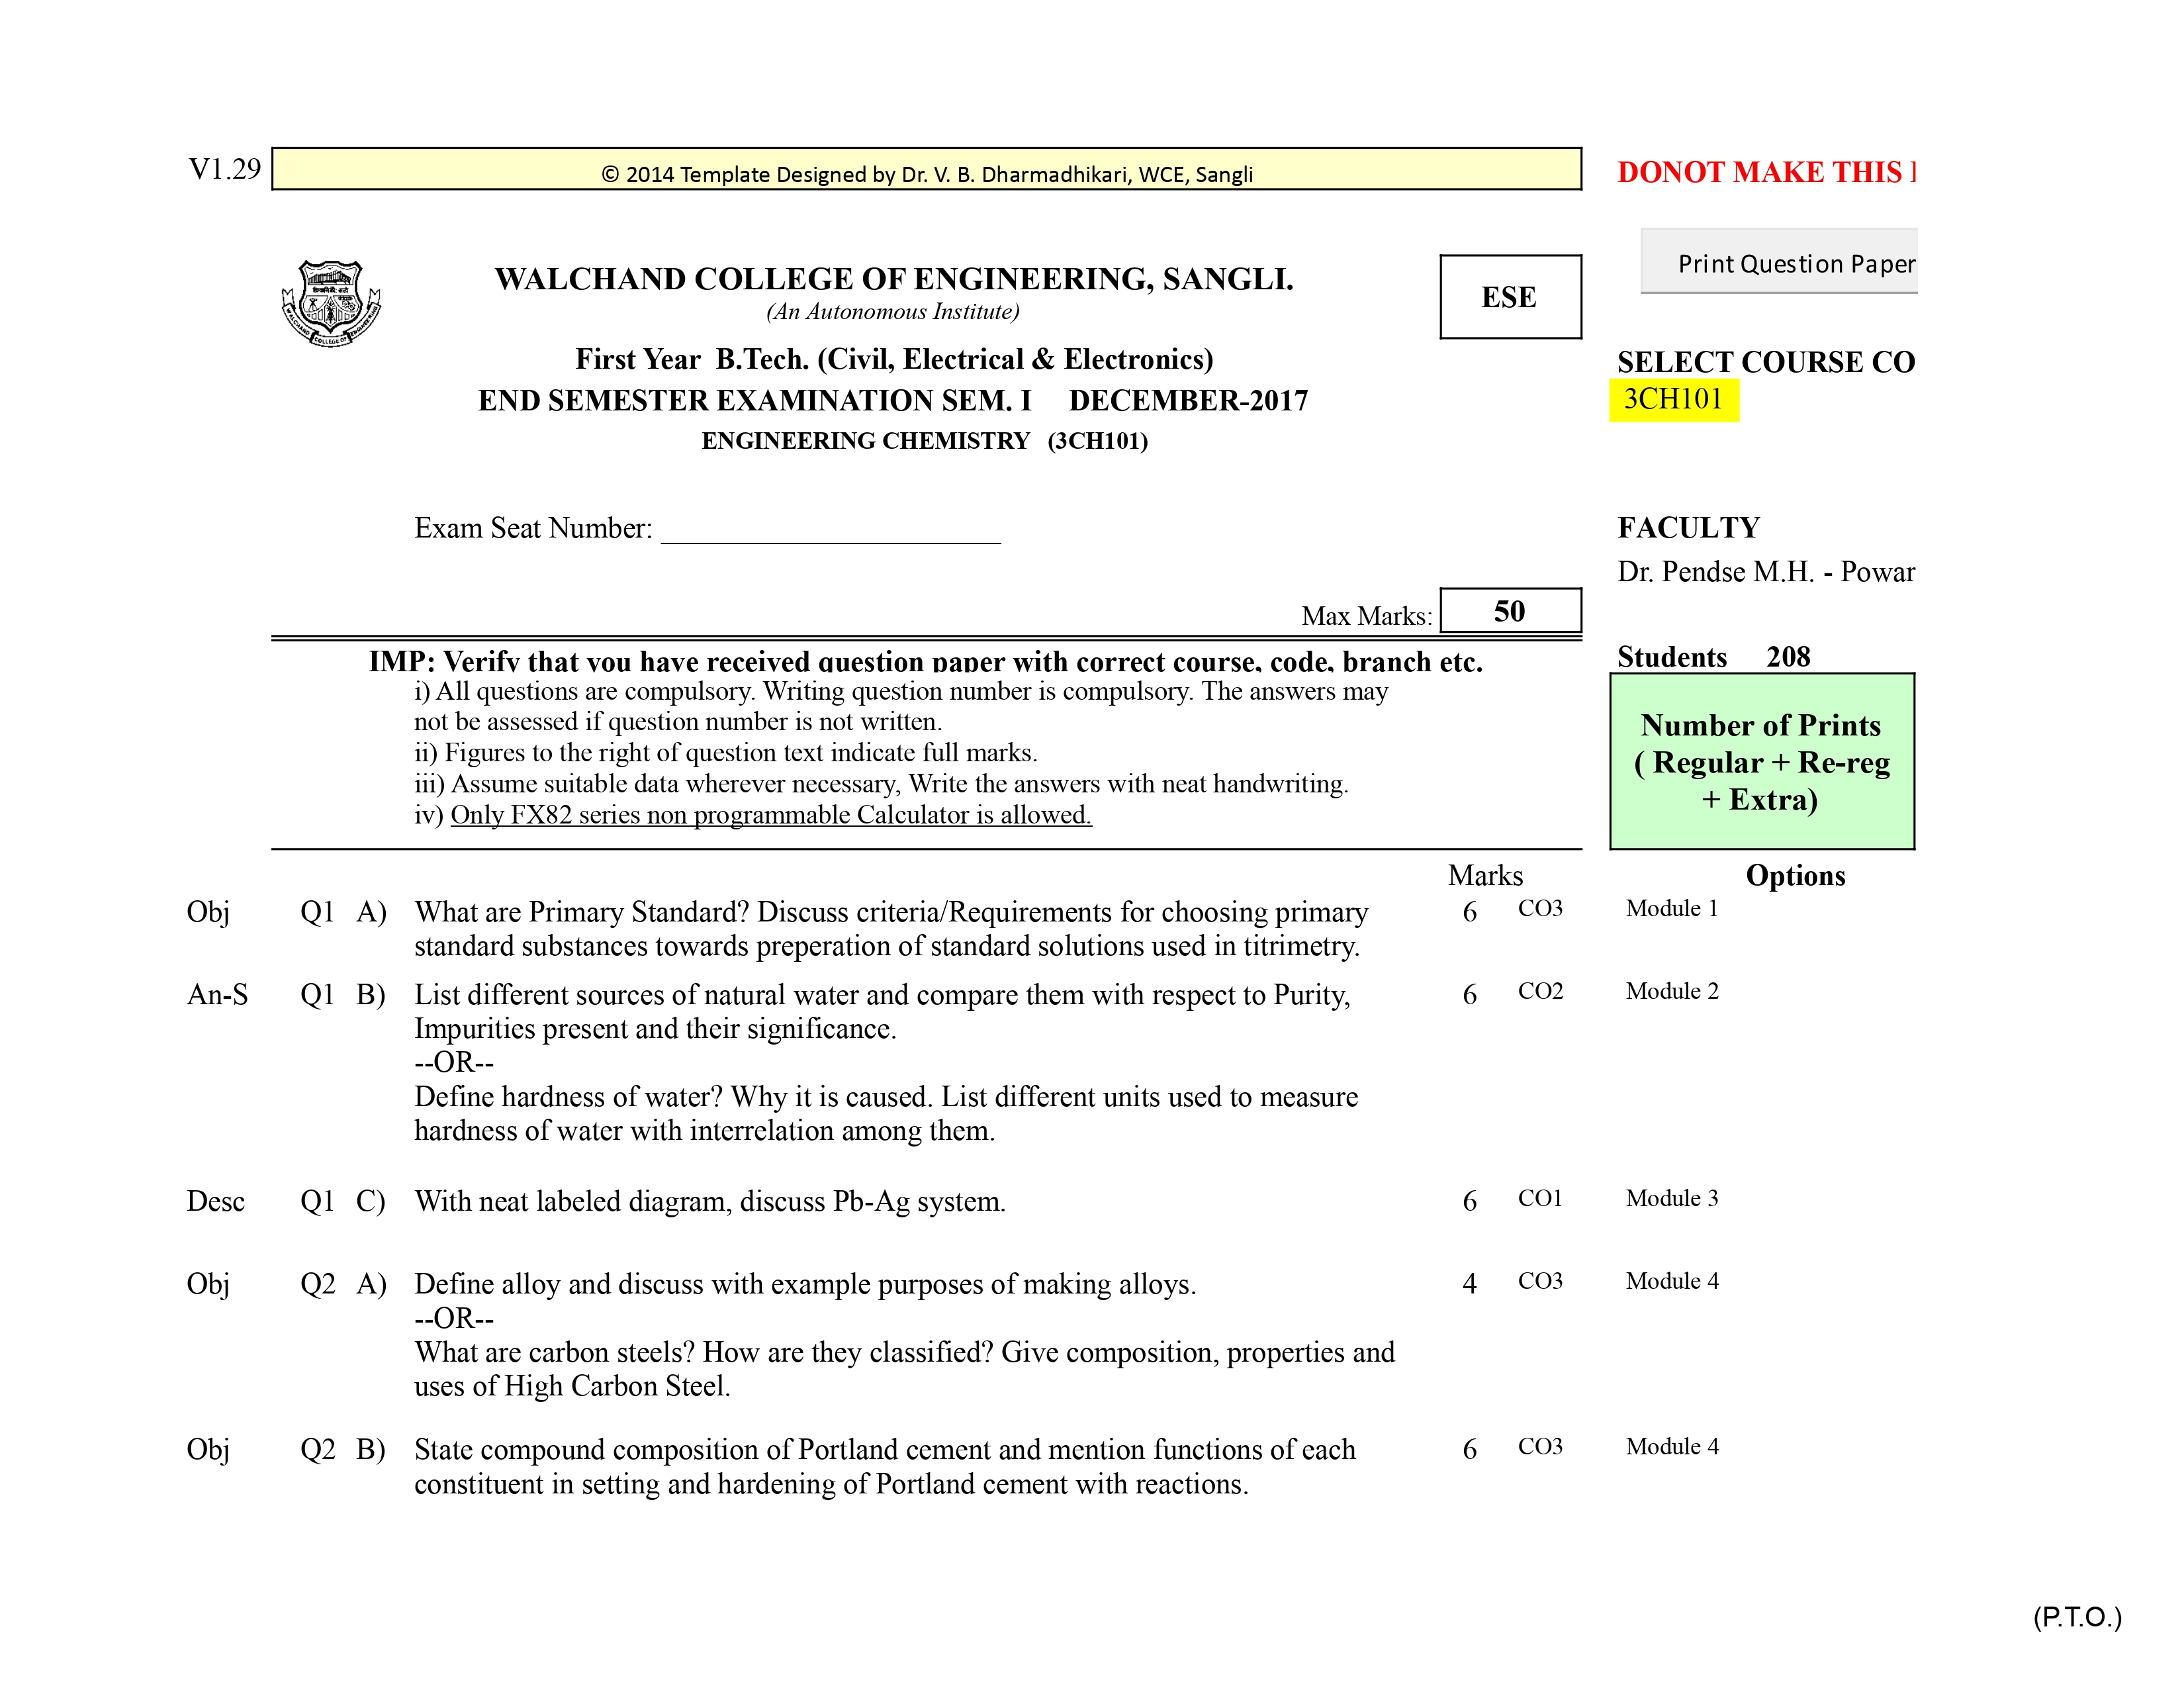 V1.29
© 2014 Template Designed by Dr. V. B. Dharmadhikari, WCE, Sangli
DONOT MAKE THIS
Print Question Paper
WALCHAND COLLEGE OF ENGINEERING, SANGLI.
(An Autonomous Institute)
ESE
First Year B.Tech. (Civil, Electrical & Electronics)
SELECT COURSE CO
END SEMESTER EXAMINATION SEM. I DECEMBER-2017
3CH101
ENGINEERING CHEMISTRY (3CH101)
Exam Seat Number:
FACULTY
Dr. Pendse M.H. - Powar
Max Marks: 50
IMP: Verify that you have received question paper with correct course, code, branch etc.
Students 208
i) All questions are compulsory. Writing question number is compulsory. The answers may
not be assessed if question number is not written.
ii) Figures to the right of question text indicate full marks.
iii) Assume suitable data wherever necessary, Write the answers with neat handwriting.
iv) Only FX82 series non programmable Calculator is allowed.
Number of Prints
( Regular + Re-reg
+ Extra)
Marks
Options
Obj Q1 A) What are Primary Standard? Discuss criteria/Requirements for choosing primary 6 CO3 Module 1
standard substances towards preperation of standard solutions used in titrimetry.
An-S Q1 B) List different sources of natural water and compare them with respect to Purity, 6 CO2 Module 2
Impurities present and their significance.
--OR--
Define hardness of water? Why it is caused. List different units used to measure
hardness of water with interrelation among them.
Desc Q1 C) With neat labeled diagram, discuss Pb-Ag system. 6 CO1 Module 3
Obj Q2 A) Define alloy and discuss with example purposes of making alloys. 4 CO3 Module 4
--OR--
What are carbon steels? How are they classified? Give composition, properties and
uses of High Carbon Steel.
Obj Q2 B) State compound composition of Portland cement and mention functions of each 6 CO3 Module 4
constituent in setting and hardening of Portland cement with reactions.
(P.T.O.)